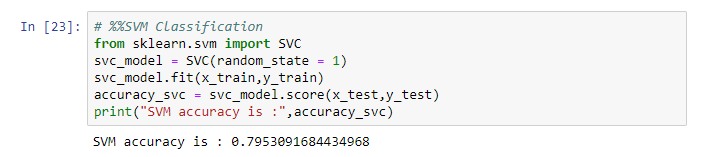 In [23]: # %%SVM Classification
from sklearn.svm import SVC
svc_model = SVC(random_state = 1)
svc_model.fit(x_train,y_train)
accuracy_svc = svc_model.score(x_test,y_test)
print("SVM accuracy is :",accuracy_svc)
SVM accuracy is : 0.7953091684434968